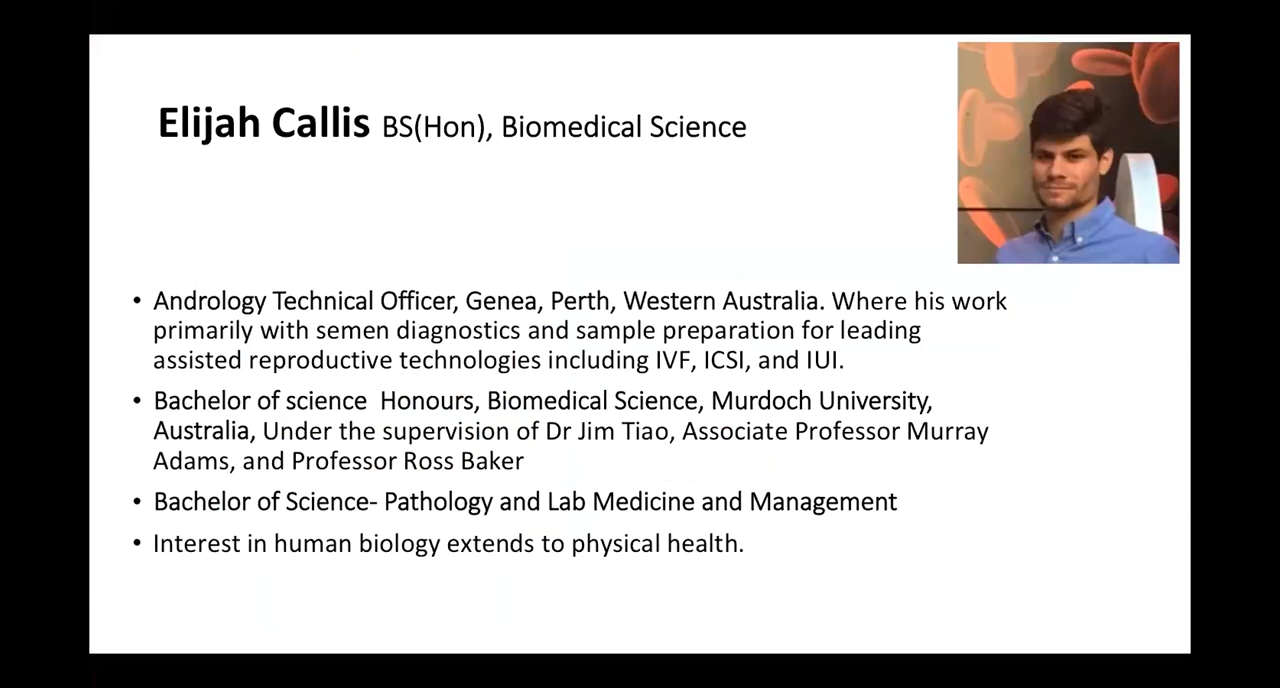 Elijah Callis BS(Hon), Biomedical Science
• Andrology Technical Officer, Genea, Perth, Western Australia. Where his work
primarily with semen diagnostics and sample preparation for leading
assisted reproductive technologies including IVF, ICSI, and IUI.
• Bachelor of science  Honours, Biomedical Science, Murdoch University,
Australia, Under the supervision of Dr Jim Tiao, Associate Professor Murray
Adams, and Professor Ross Baker
• Bachelor of Science- Pathology and Lab Medicine and Management
• Interest in human biology extends to physical health.